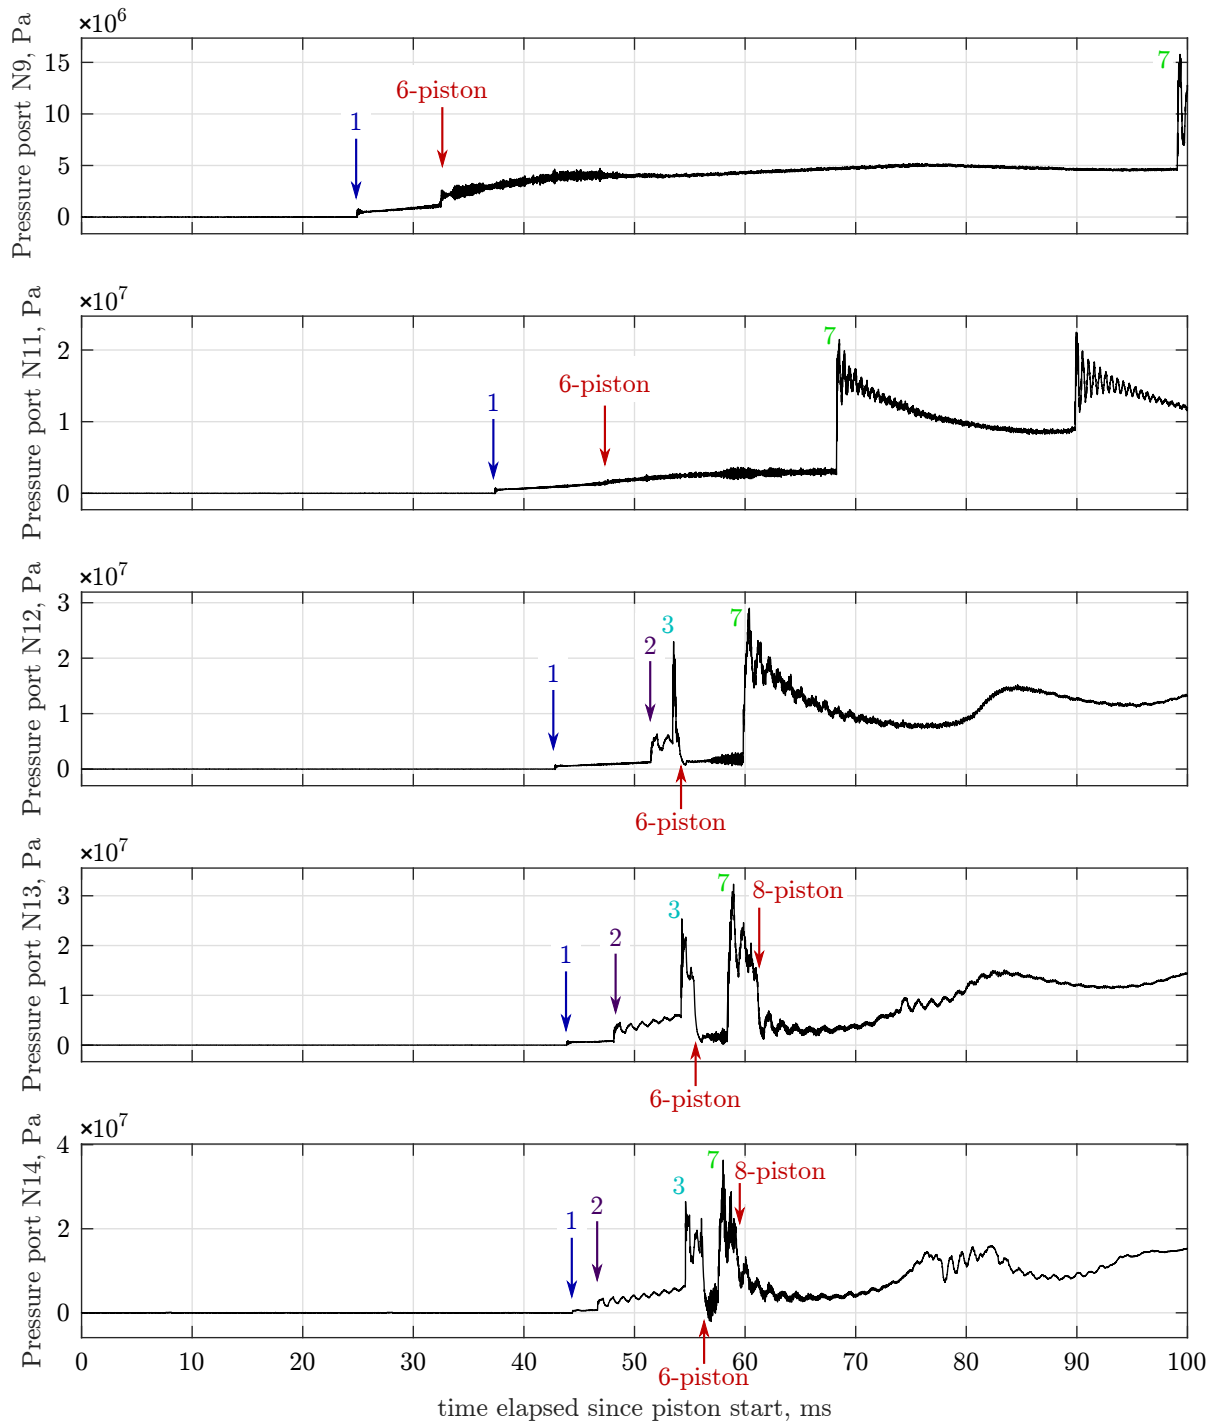 ×10^6
Pressure posrt N9, Pa
15
10
5
0
1
6-piston
7
×10^7
Pressure port N11, Pa
2
1
0
1
6-piston
7
×10^7
Pressure port N12, Pa
3
2
1
0
1
2
3
7
6-piston
×10^7
Pressure port N13, Pa
3
2
1
0
1
2
3
7
8-piston
6-piston
×10^7
Pressure port N14, Pa
4
2
0
1
2
3
7
8-piston
6-piston
0 10 20 30 40 50 60 70 80 90 100
time elapsed since piston start, ms